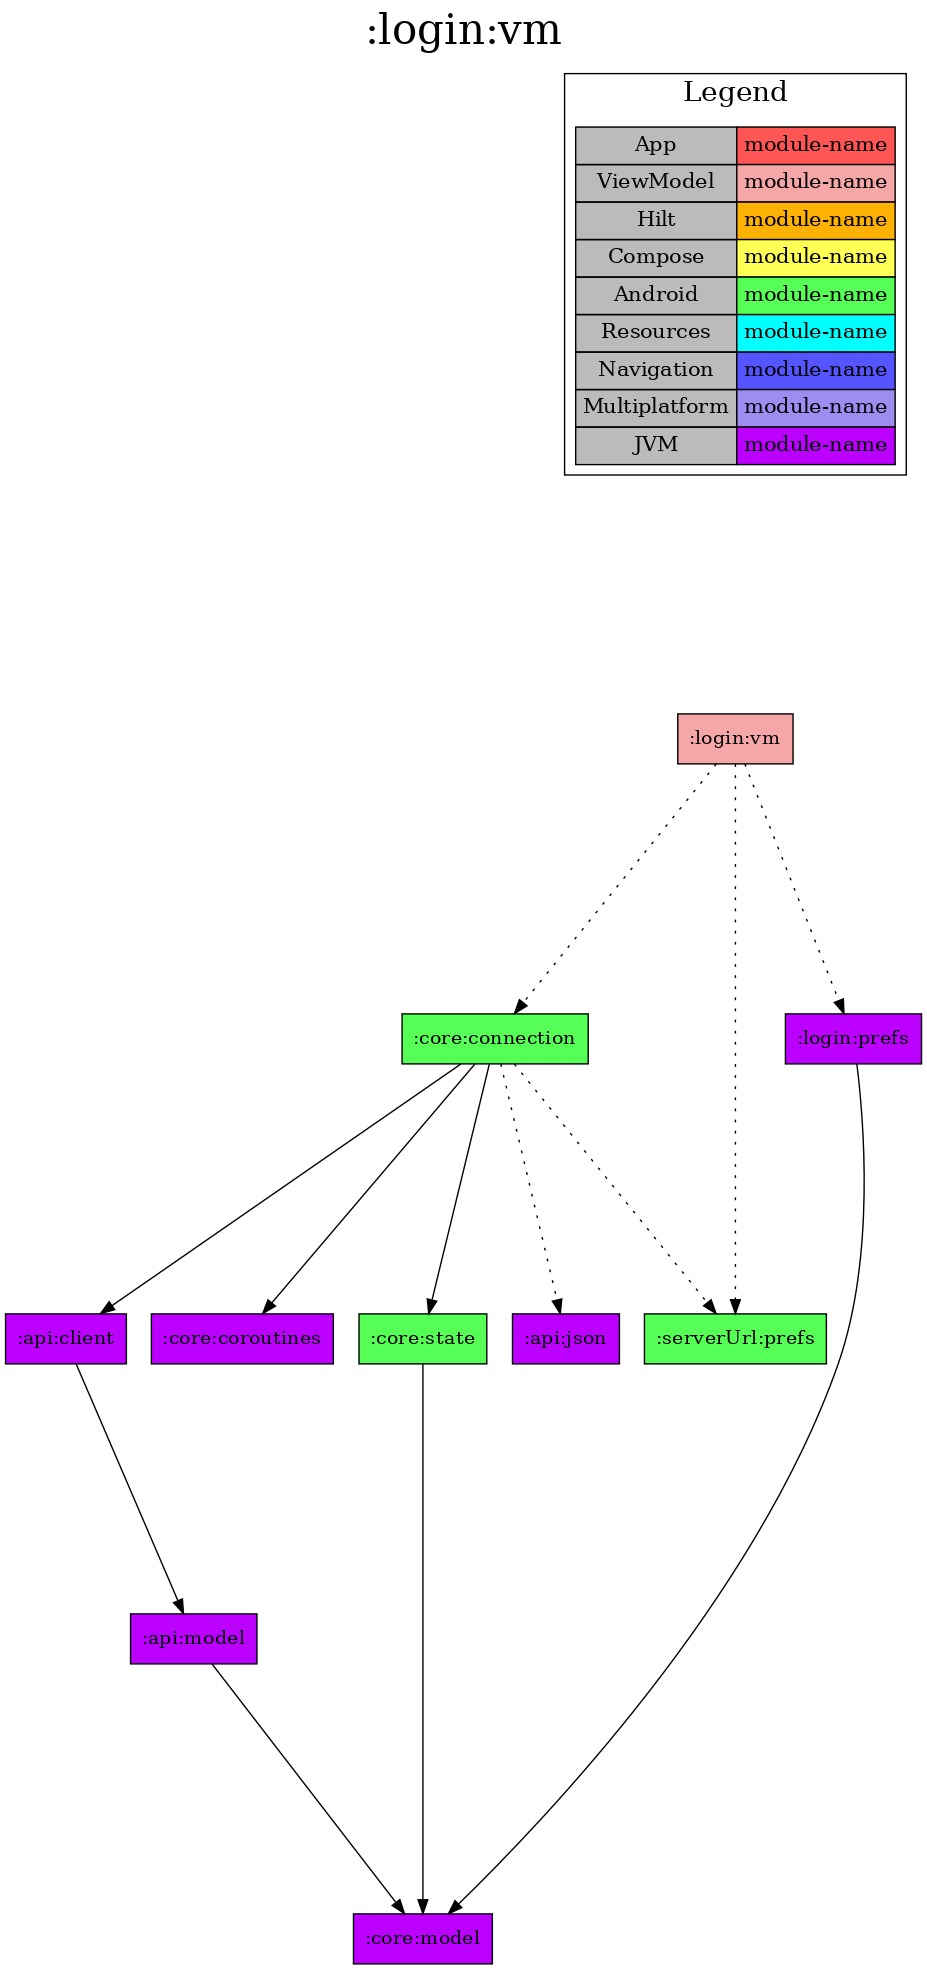 :login:vm
Legend
App module-name
ViewModel module-name
Hilt module-name
Compose module-name
Android module-name
Resources module-name
Navigation module-name
Multiplatform module-name
JVM module-name
:login:vm
:core:connection
:login:prefs
:api:client
:core:coroutines
:core:state
:api:json
:serverUrl:prefs
:api:model
:core:model